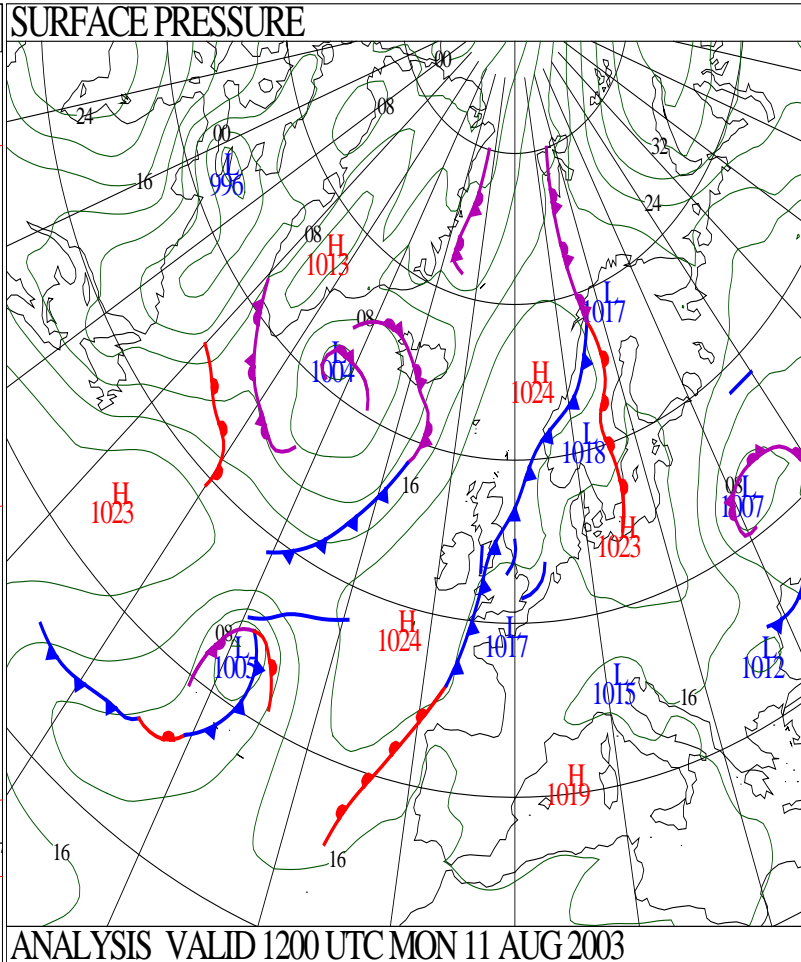 SURFACE PRESSURE
00
24
08
00
32
L
996
16
24
08
H
1013
L
1017
08
L
1004
H
1024
L
1018
16
H
1023
08
L
1007
H
1023
08
L
1005
H
1024
L
1017
L
1012
L
1015
16
H
1019
16
16
ANALYSIS VALID 1200 UTC MON 11 AUG 2003